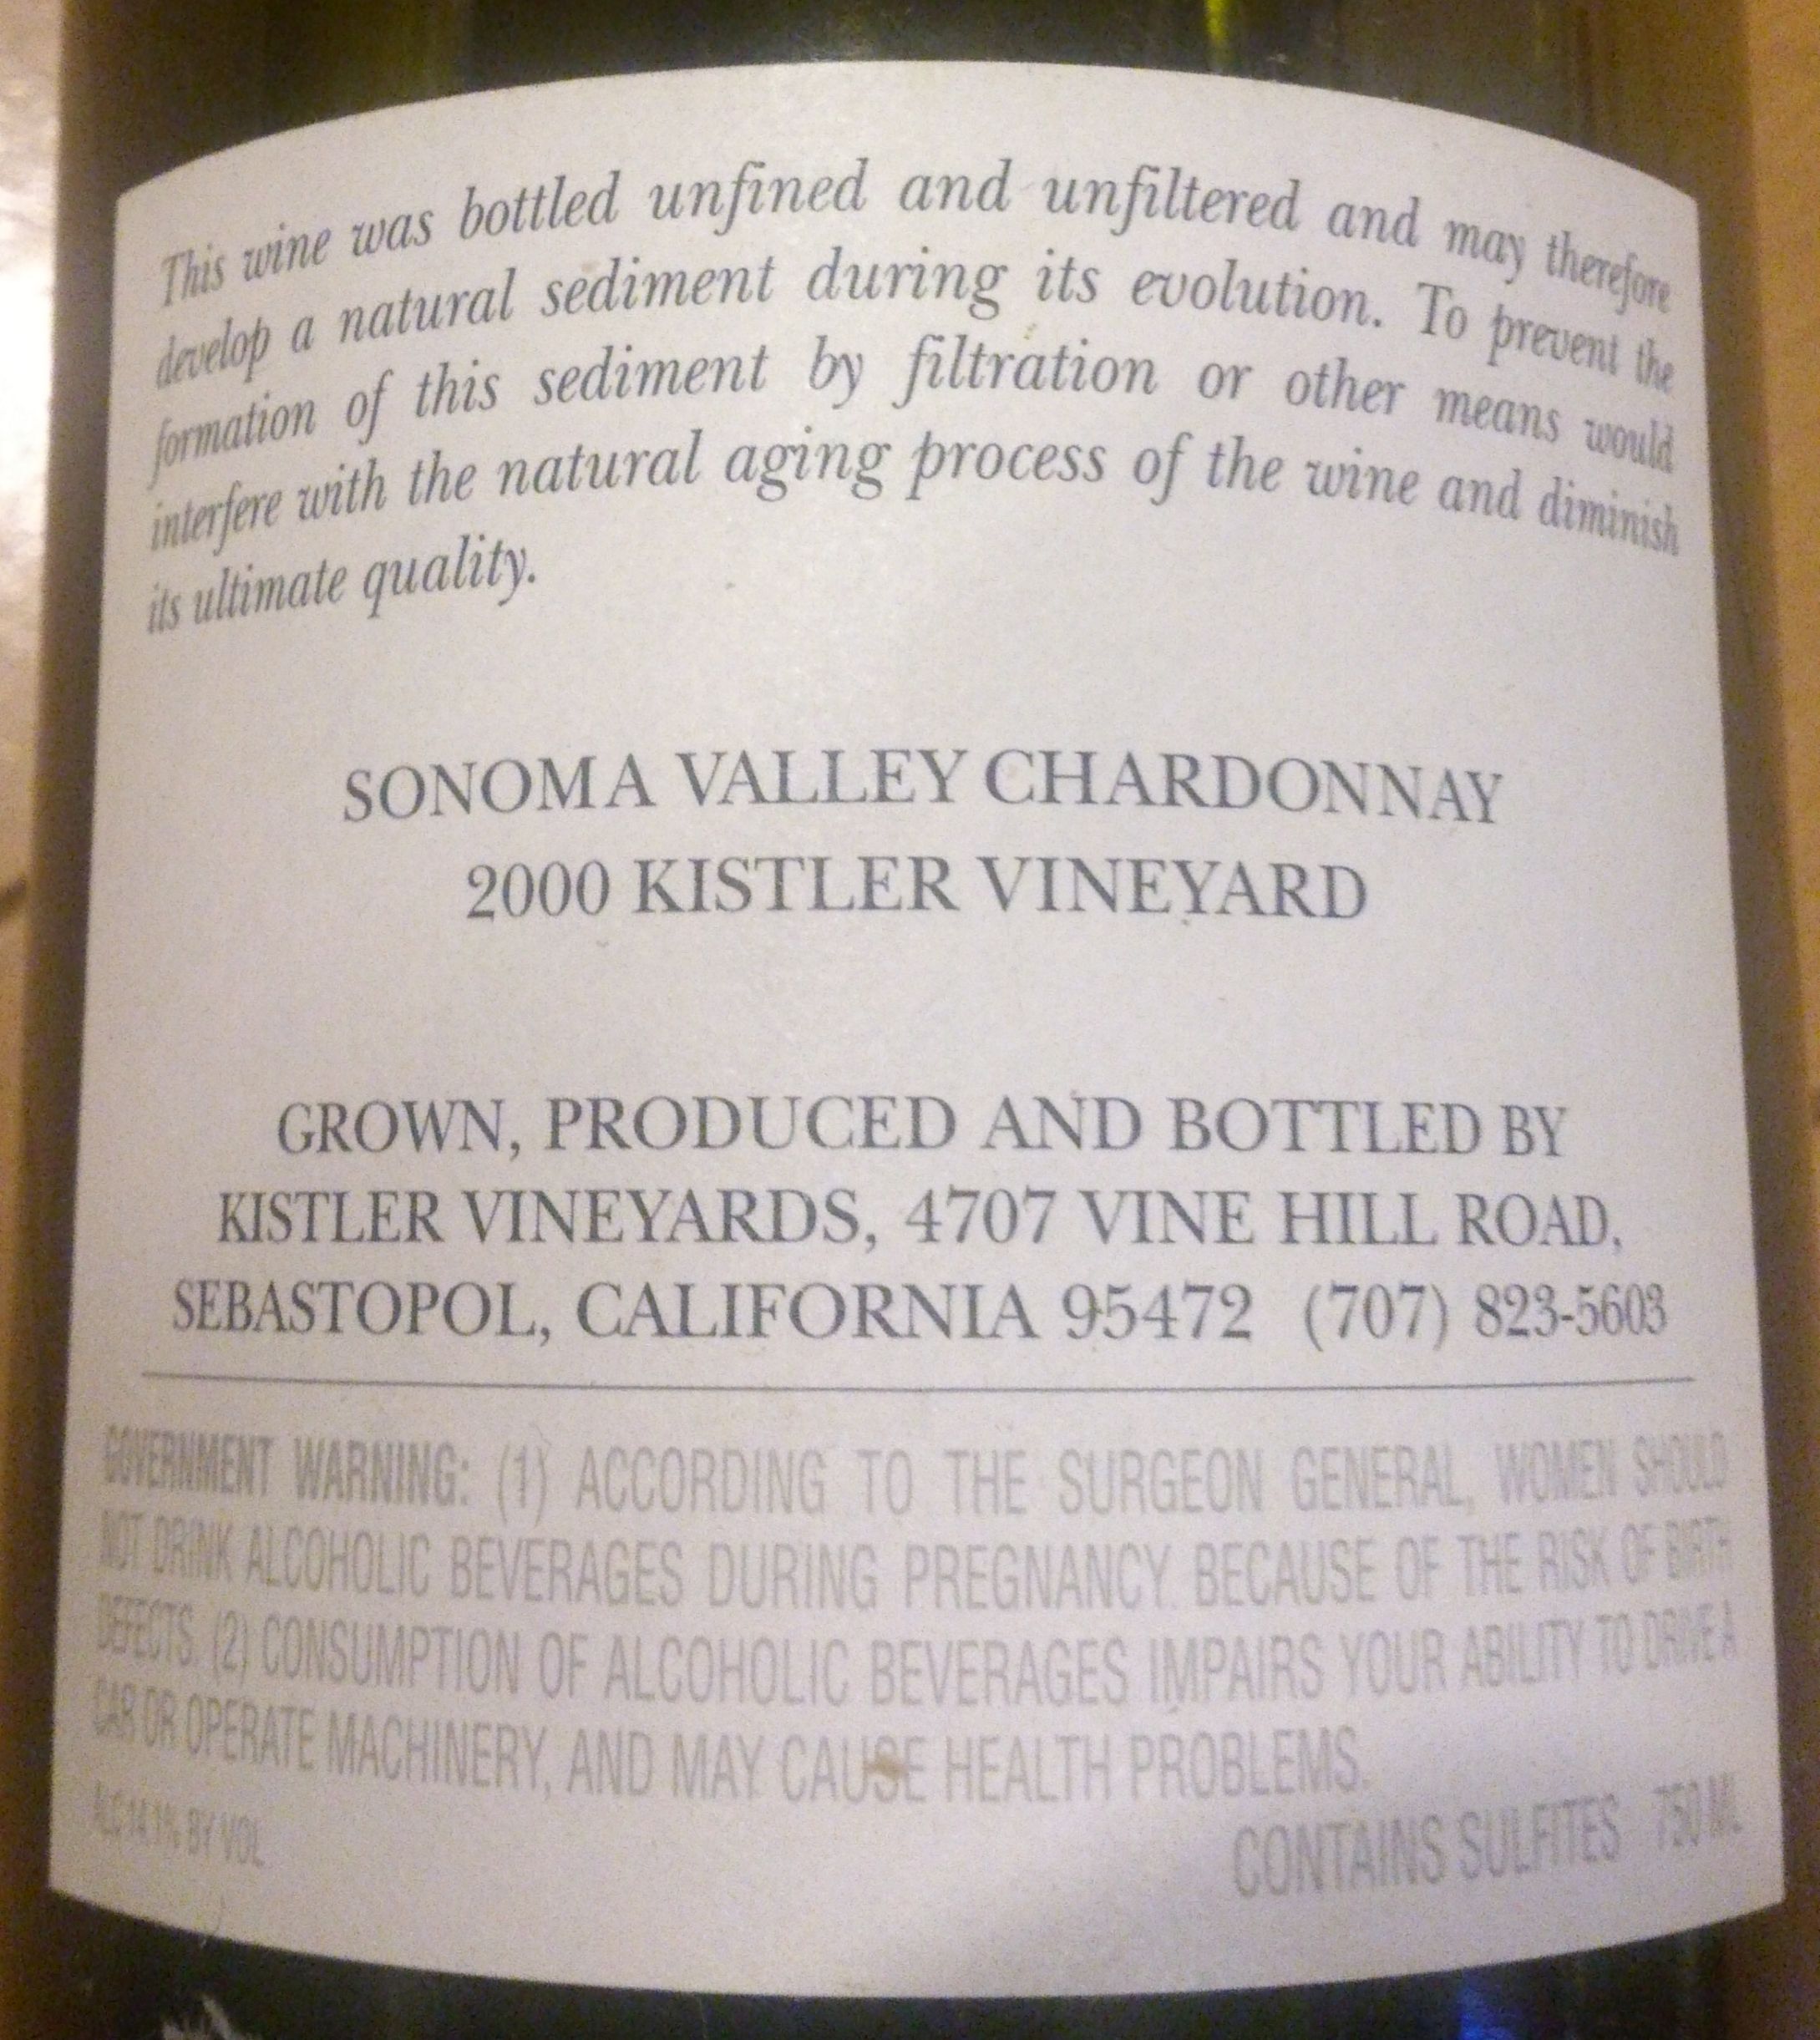 This wine was bottled unfined and unfiltered and may therefore
develop a natural sediment during its evolution. To prevent the
formation of this sediment by filtration or other means would
interfere with the natural aging process of the wine and diminish
its ultimate quality.
SONOMA VALLEY CHARDONNAY
2000 KISTLER VINEYARD
GROWN, PRODUCED AND BOTTLED BY
KISTLER VINEYARDS, 4707 VINE HILL ROAD,
SEBASTOPOL, CALIFORNIA 95472 (707) 823-5603
GOVERNMENT WARNING: (1) ACCORDING TO THE SURGEON GENERAL, WOMEN SHOULD
NOT DRINK ALCOHOLIC BEVERAGES DURING PREGNANCY BECAUSE OF THE RISK OF BIRTH
DEFECTS. (2) CONSUMPTION OF ALCOHOLIC BEVERAGES IMPAIRS YOUR ABILITY TO DRIVE A
CAR OR OPERATE MACHINERY, AND MAY CAUSE HEALTH PROBLEMS.
ALC 14.1% BY VOL
CONTAINS SULFITES 750 ML